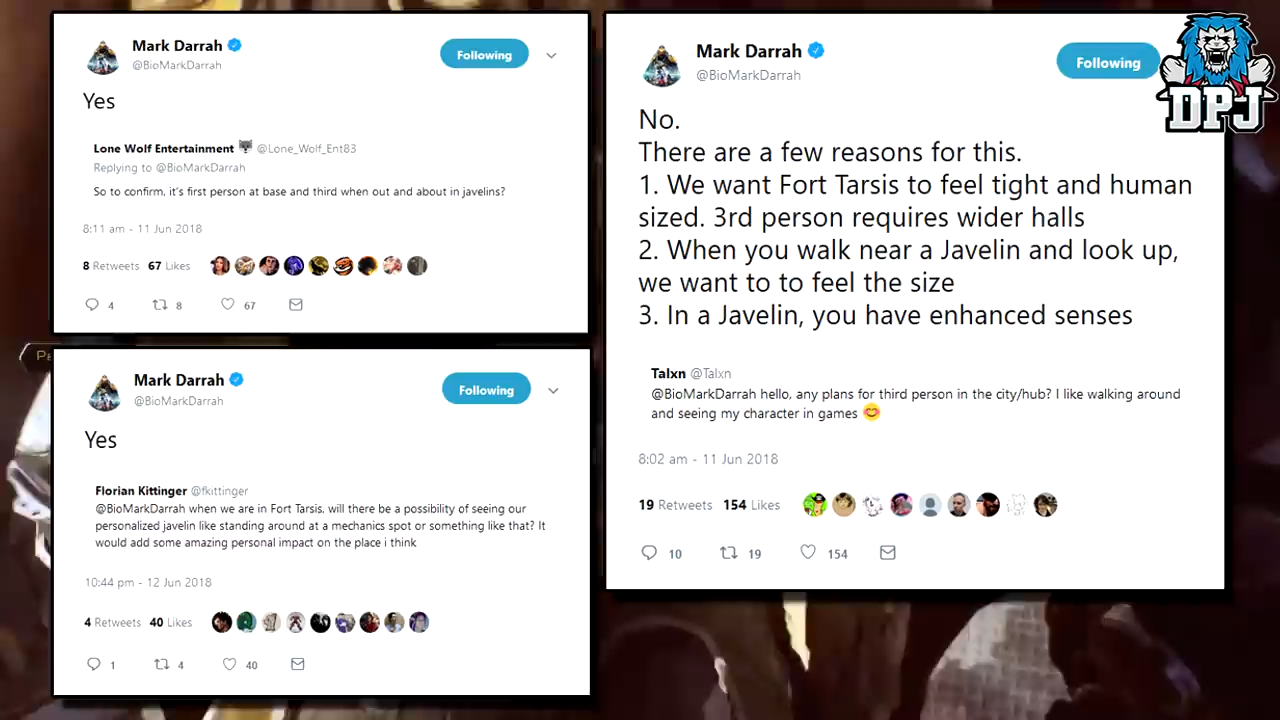 Mark Darrah
@BioMarkDarrah
Following
Yes
Lone Wolf Entertainment @Lone_Wolf_Ent83
Replying to @BioMarkDarrah
So to confirm, it's first person at base and third when out and about in javelins?
8:11 am - 11 Jun 2018
8 Retweets 67 Likes
4 8 67
Mark Darrah
@BioMarkDarrah
Following
Yes
Florian Kittinger @fkittinger
@BioMarkDarrah when we are in Fort Tarsis, will there be a possibility of seeing our
personalized javelin like standing around at a mechanics spot or something like that? It
would add some amazing personal impact on the place i think
10:44 pm - 12 Jun 2018
4 Retweets 40 Likes
1 4 40
Mark Darrah
@BioMarkDarrah
Following
No.
There are a few reasons for this.
1. We want Fort Tarsis to feel tight and human
sized. 3rd person requires wider halls
2. When you walk near a Javelin and look up,
we want to to feel the size
3. In a Javelin, you have enhanced senses
Talxn @Talxn
@BioMarkDarrah hello, any plans for third person in the city/hub? I like walking around
and seeing my character in games 😊
8:02 am - 11 Jun 2018
19 Retweets 154 Likes
10 19 154
DPJ